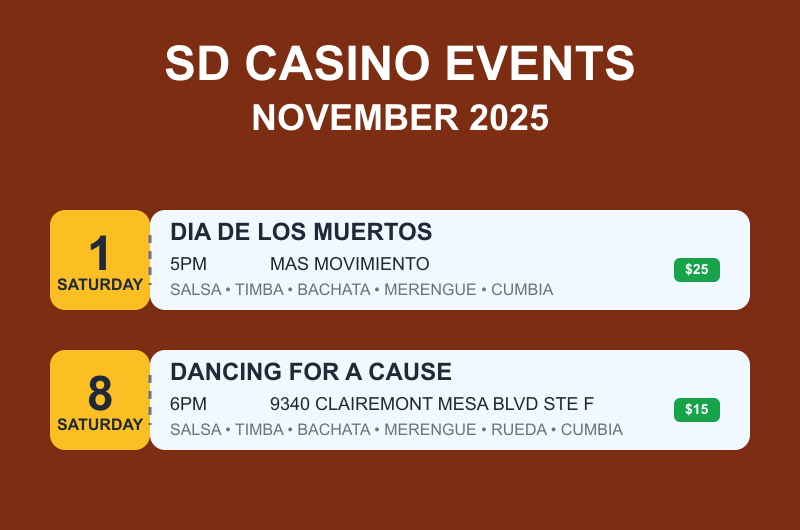 SD CASINO EVENTS
NOVEMBER 2025
1
SATURDAY
DIA DE LOS MUERTOS
5PM MAS MOVIMIENTO
$25
SALSA • TIMBA • BACHATA • MERENGUE • CUMBIA
8
SATURDAY
DANCING FOR A CAUSE
6PM 9340 CLAIREMONT MESA BLVD STE F
$15
SALSA • TIMBA • BACHATA • MERENGUE • RUEDA • CUMBIA